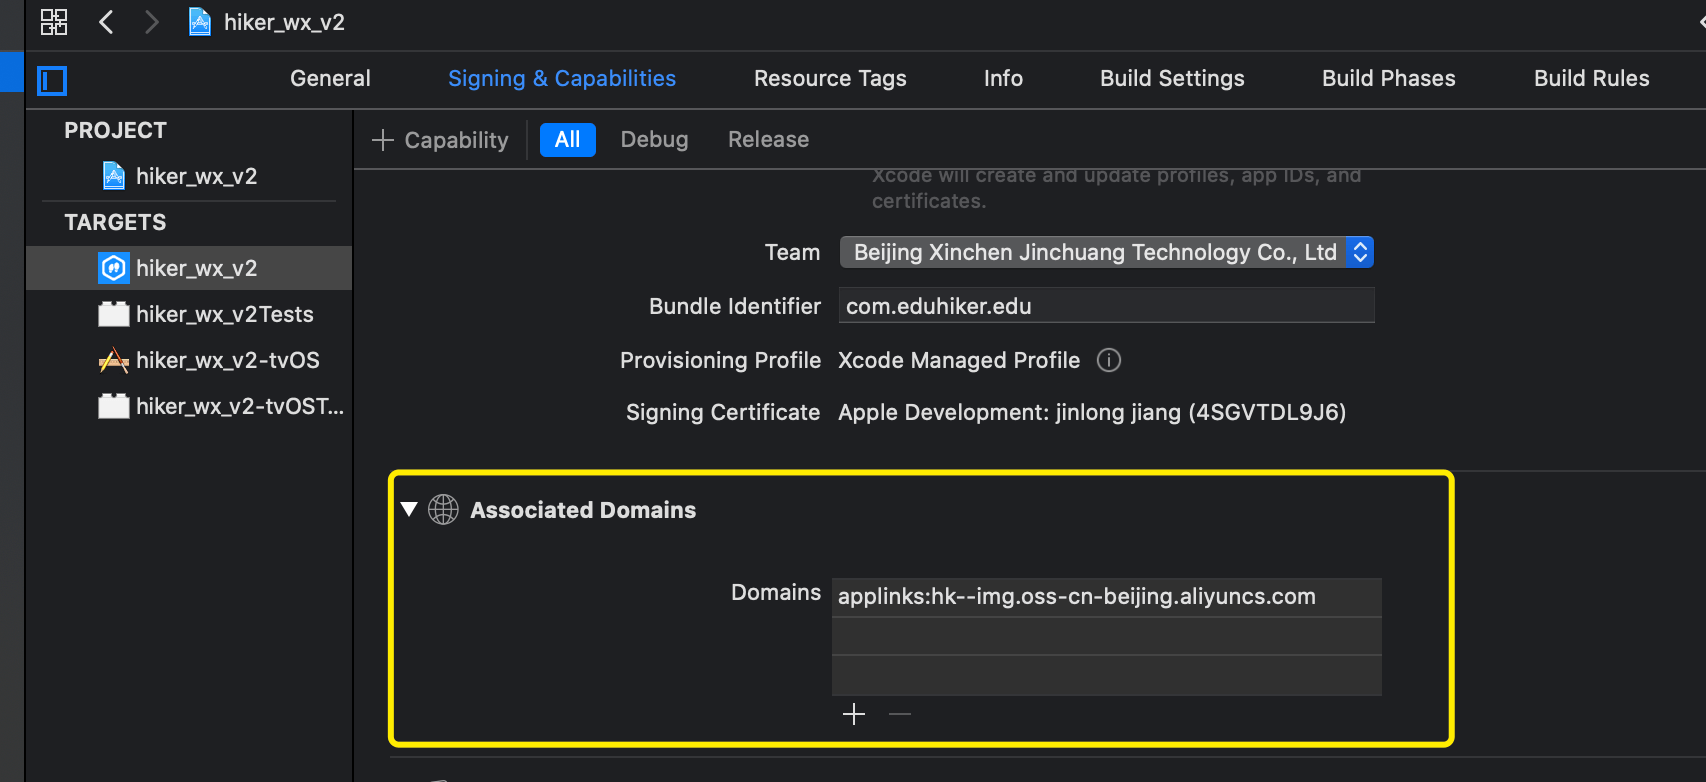 hiker_wx_v2
General Signing & Capabilities Resource Tags Info Build Settings Build Phases Build Rules
PROJECT
hiker_wx_v2
TARGETS
hiker_wx_v2
hiker_wx_v2Tests
hiker_wx_v2-tvOS
hiker_wx_v2-tvOST...
+ Capability All Debug Release
Xcode will create and update profiles, app IDs, and
certificates.
Team Beijing Xinchen Jinchuang Technology Co., Ltd
Bundle Identifier com.eduhiker.edu
Provisioning Profile Xcode Managed Profile
Signing Certificate Apple Development: jinlong jiang (4SGVTDL9J6)
Associated Domains
Domains applinks:hk--img.oss-cn-beijing.aliyuncs.com